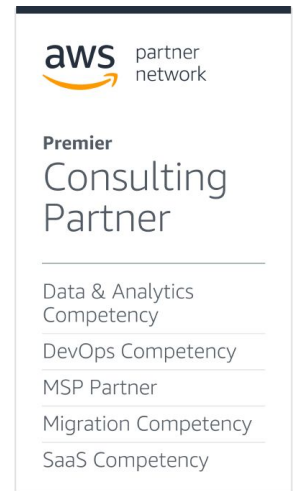 aws partner
network
Premier
Consulting
Partner
Data & Analytics
Competency
DevOps Competency
MSP Partner
Migration Competency
SaaS Competency